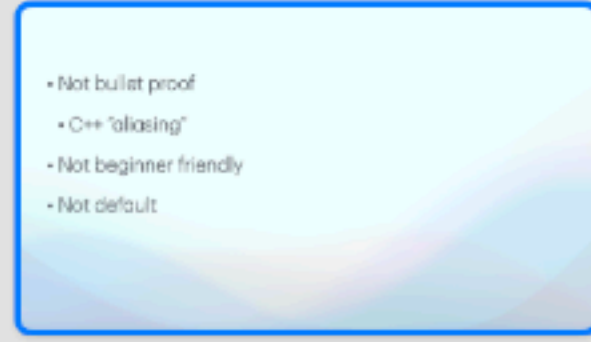 • Not bullet proof
• C++ "aliasing"
• Not beginner friendly
• Not default